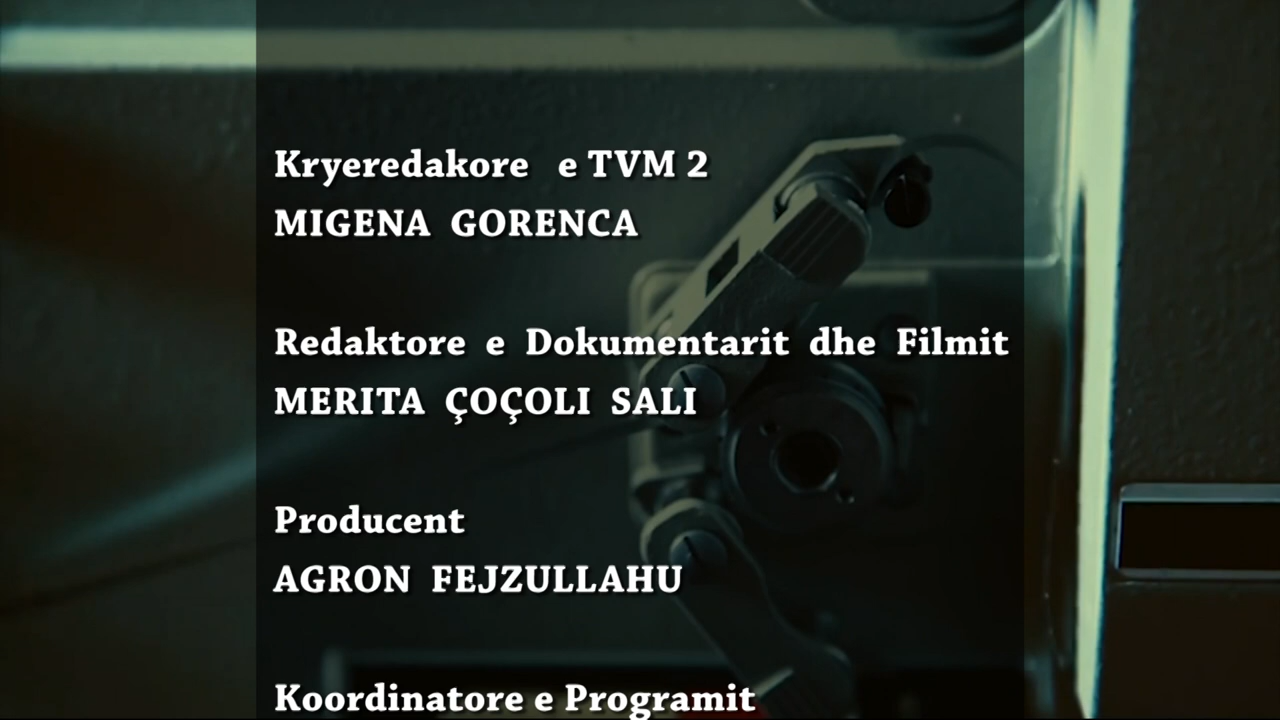 Kryeredakore e TVM 2
MIGENA GORENCA
Redaktore e Dokumentarit dhe Filmit
MERITA ÇOÇOLI SALI
Producent
AGRON FEJZULLAHU
Koordinatore e Programit